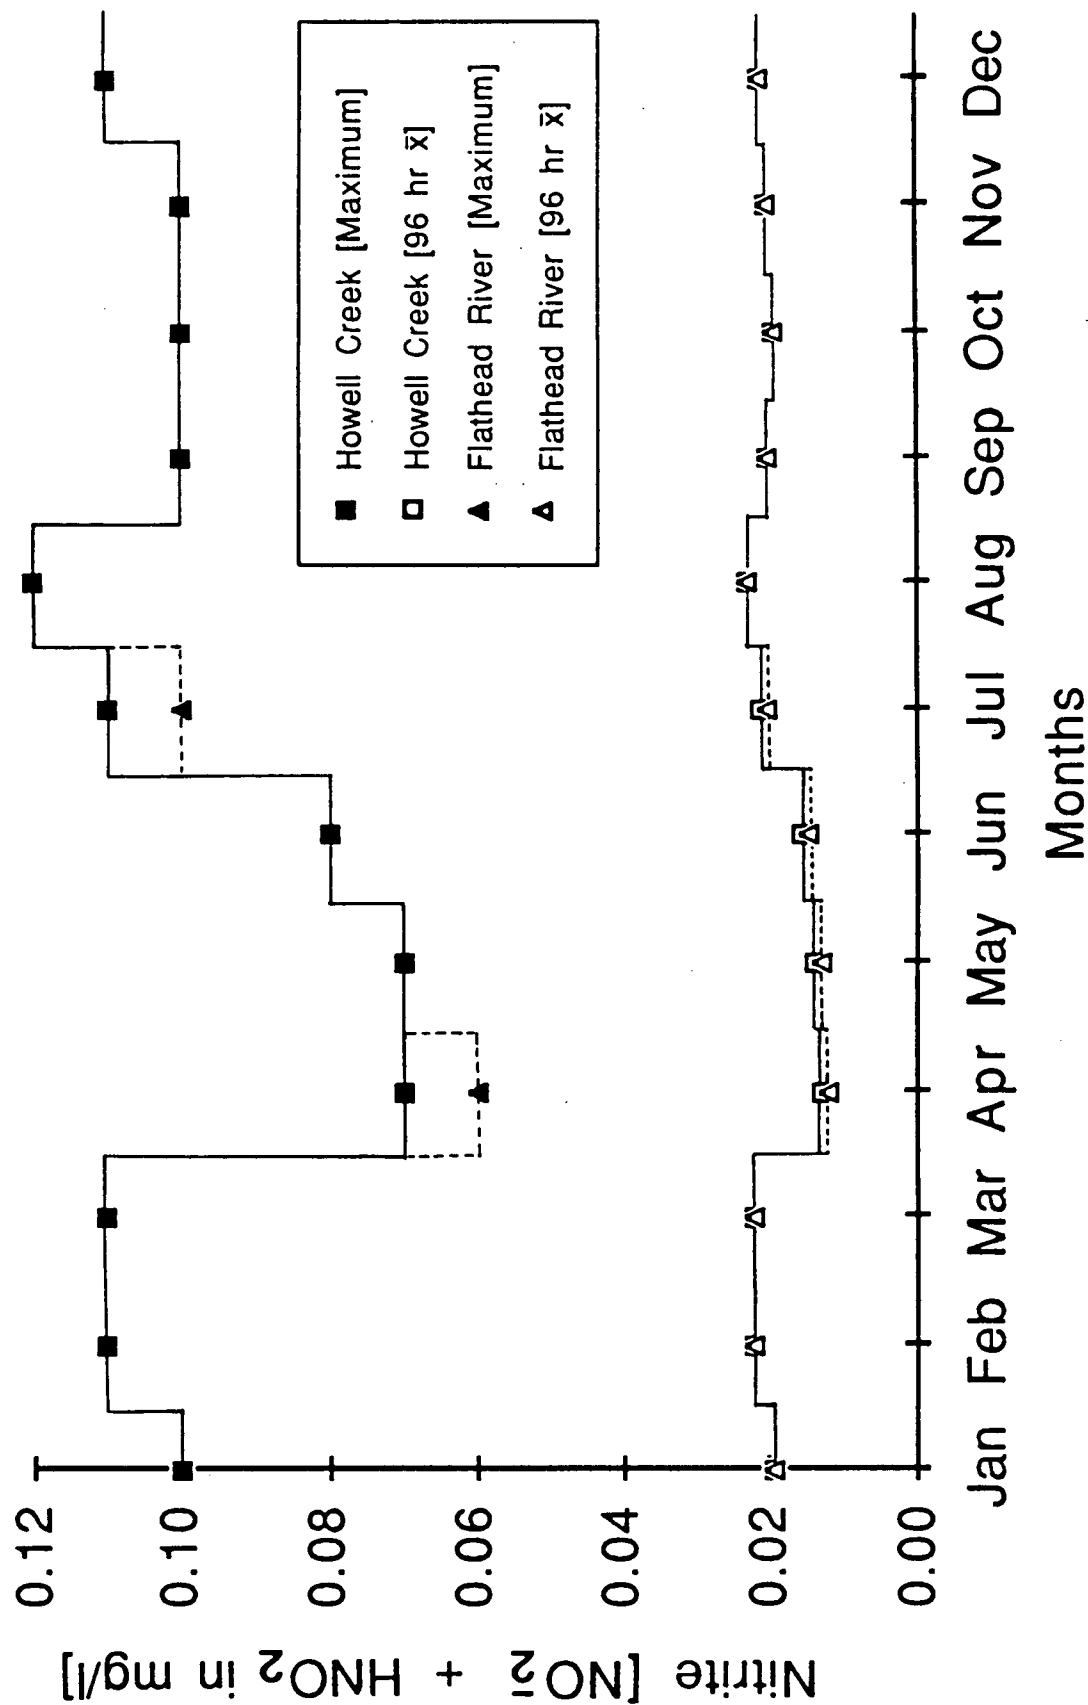 Nitrite [NO₂⁻ + HNO₂ in mg/l]
0.12
0.10
0.08
0.06
0.04
0.02
0.00
Howell Creek [Maximum]
Howell Creek [96 hr x̄]
Flathead River [Maximum]
Flathead River [96 hr x̄]
Jan Feb Mar Apr May Jun Jul Aug Sep Oct Nov Dec
Months